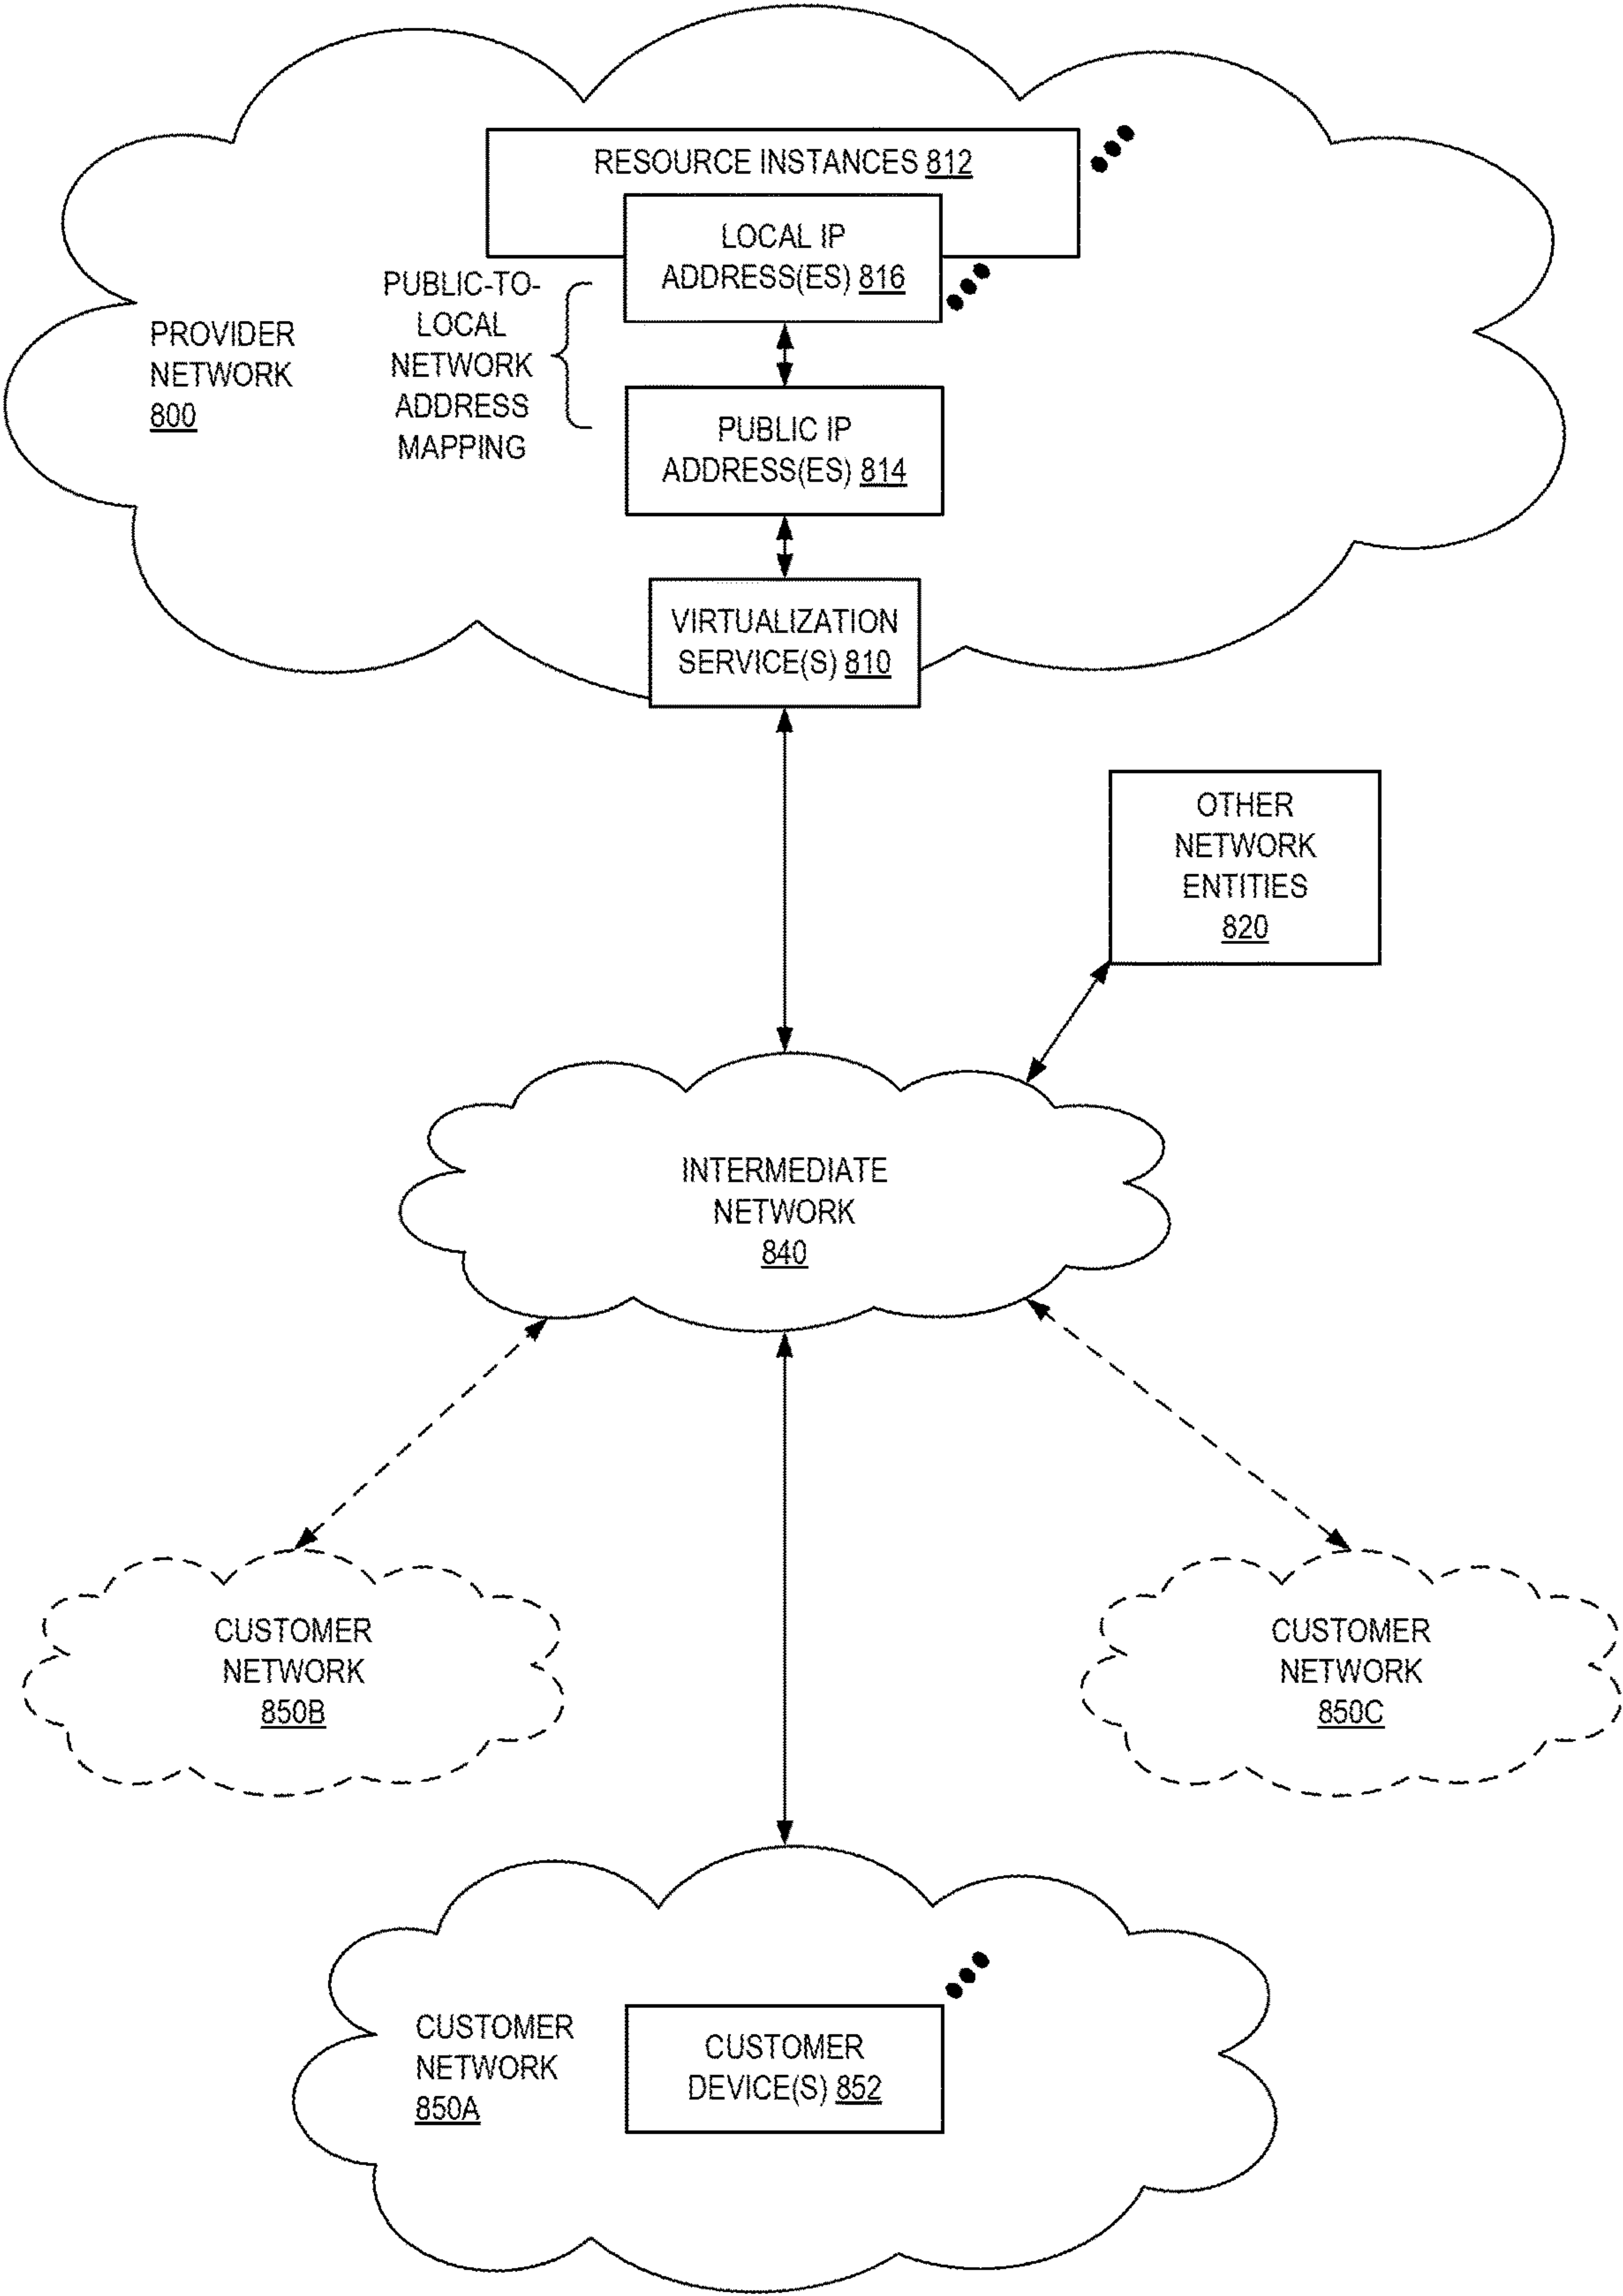 RESOURCE INSTANCES 812
LOCAL IP
ADDRESS(ES) 816
PUBLIC-TO-
LOCAL
NETWORK
ADDRESS
MAPPING
PROVIDER
NETWORK
800
PUBLIC IP
ADDRESS(ES) 814
VIRTUALIZATION
SERVICE(S) 810
OTHER
NETWORK
ENTITIES
820
INTERMEDIATE
NETWORK
840
CUSTOMER
NETWORK
850B
CUSTOMER
NETWORK
850C
CUSTOMER
NETWORK
850A
CUSTOMER
DEVICE(S) 852